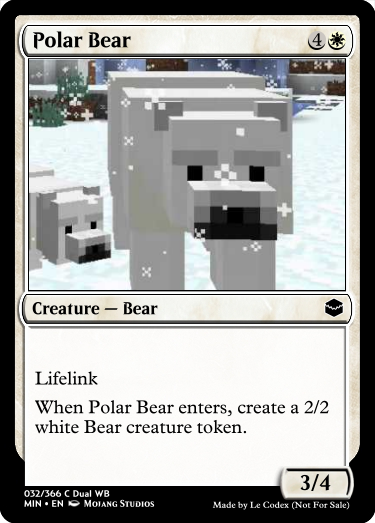 Polar Bear 4
Creature — Bear
Lifelink
When Polar Bear enters, create a 2/2
white Bear creature token.
3/4
032/366 C Dual WB
MIN • EN Mojang Studios
Made by Le Codex (Not For Sale)